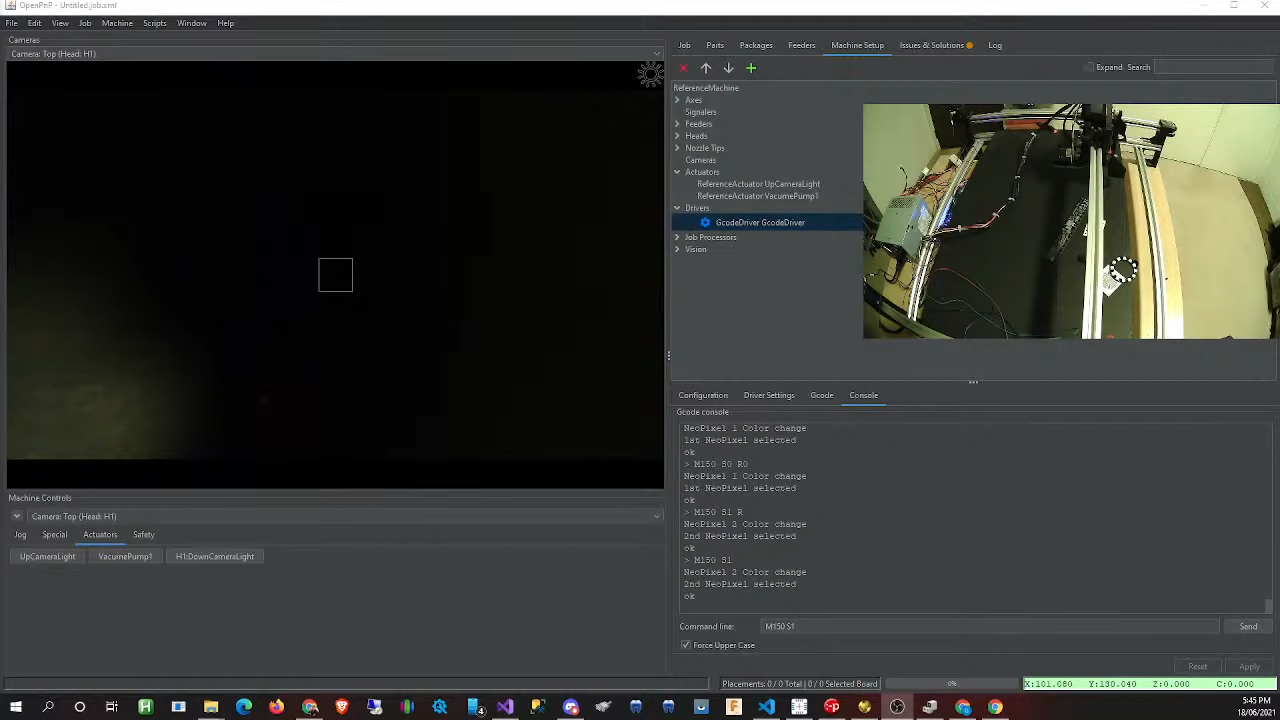 OpenPnP - Untitled.job.xml
File Edit View Job Machine Scripts Window Help
Cameras
Camera: Top (Head: H1)
Job Parts Packages Feeders Machine Setup Issues & Solutions Log
Expand Search
ReferenceMachine
Axes
Signalers
Feeders
Heads
Nozzle Tips
Cameras
Actuators
ReferenceActuator UpCameraLight
ReferenceActuator VacumePump1
Drivers
GcodeDriver GcodeDriver
Job Processors
Vision
Configuration Driver Settings Gcode Console
Gcode console
NeoPixel 1 Color change
1st NeoPixel selected
ok
> M150 S0 R0
NeoPixel 1 Color change
1st NeoPixel selected
ok
> M150 S1 R
NeoPixel 2 Color change
2nd NeoPixel selected
ok
> M150 S1
NeoPixel 2 Color change
2nd NeoPixel selected
ok
Command line: M150 S1 Send
Force Upper Case
Reset Apply
Machine Controls
Camera: Top (Head: H1)
Jog Special Actuators Safety
UpCameraLight VacumePump1 H1:DownCameraLight
Placements: 0 / 0 Total | 0 / 0 Selected Board 0% X:101.080 Y:130.040 Z:0.000 C:0.000
5:45 PM
18/06/2021